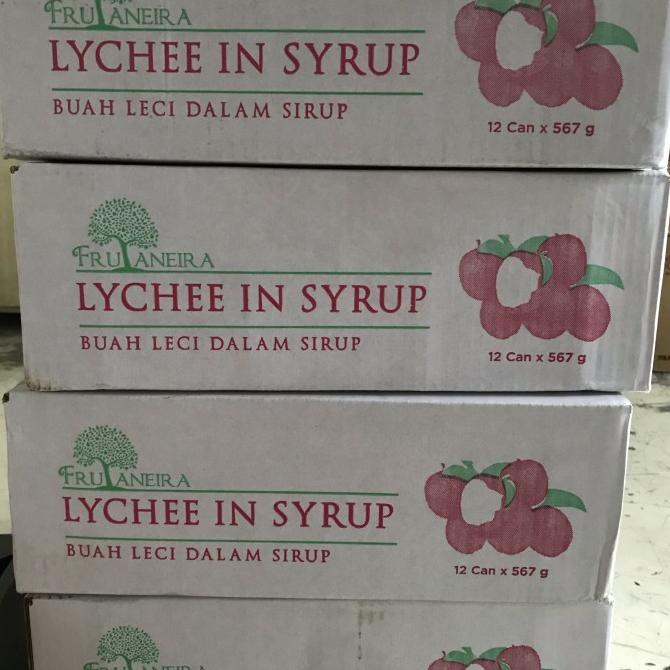 FRUTANEIRA
LYCHEE IN SYRUP
BUAH LECI DALAM SIRUP
12 Can x 567 g
FRUTANEIRA
LYCHEE IN SYRUP
BUAH LECI DALAM SIRUP
12 Can x 567 g
FRUTANEIRA
LYCHEE IN SYRUP
BUAH LECI DALAM SIRUP
12 Can x 567 g
FRUTANEIRA